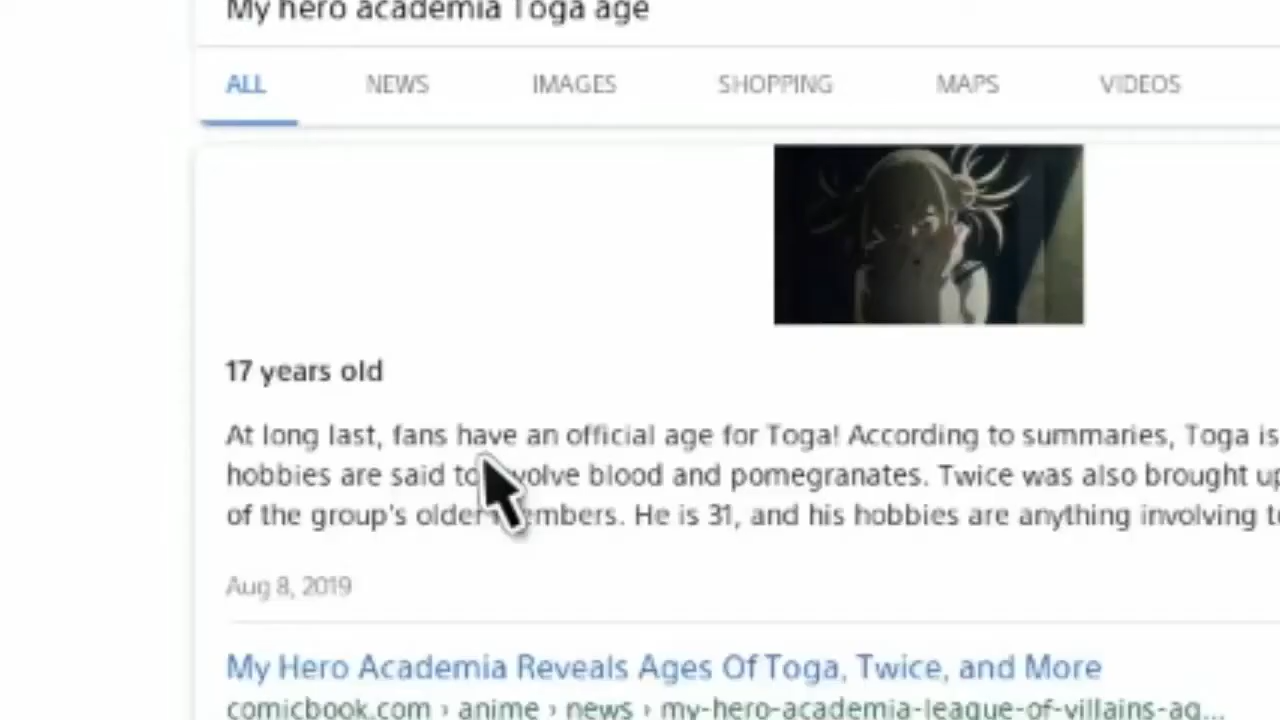 My hero academia Toga age
ALL NEWS IMAGES SHOPPING MAPS VIDEOS
17 years old
At long last, fans have an official age for Toga! According to summaries, Toga is
hobbies are said to volve blood and pomegranates. Twice was also brought up
of the group's older embers. He is 31, and his hobbies are anything involving
Aug 8, 2019
My Hero Academia Reveals Ages Of Toga, Twice, and More
comicbook.com › anime › news › my-hero-academia-league-of-villains-ag...